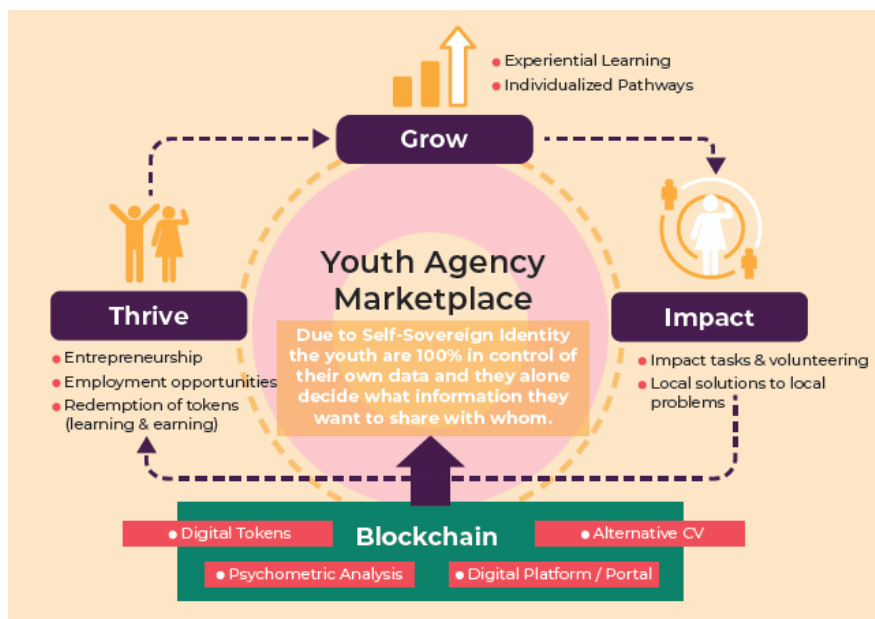 Experiential Learning
Individualized Pathways
Grow
Youth Agency
Marketplace
Due to Self-Sovereign Identity
the youth are 100% in control of
their own data and they alone
decide what information they
want to share with whom.
Thrive
Entrepreneurship
Employment opportunities
Redemption of tokens
(learning & earning)
Impact
Impact tasks & volunteering
Local solutions to local
problems
Blockchain
Digital Tokens
Alternative CV
Psychometric Analysis
Digital Platform / Portal